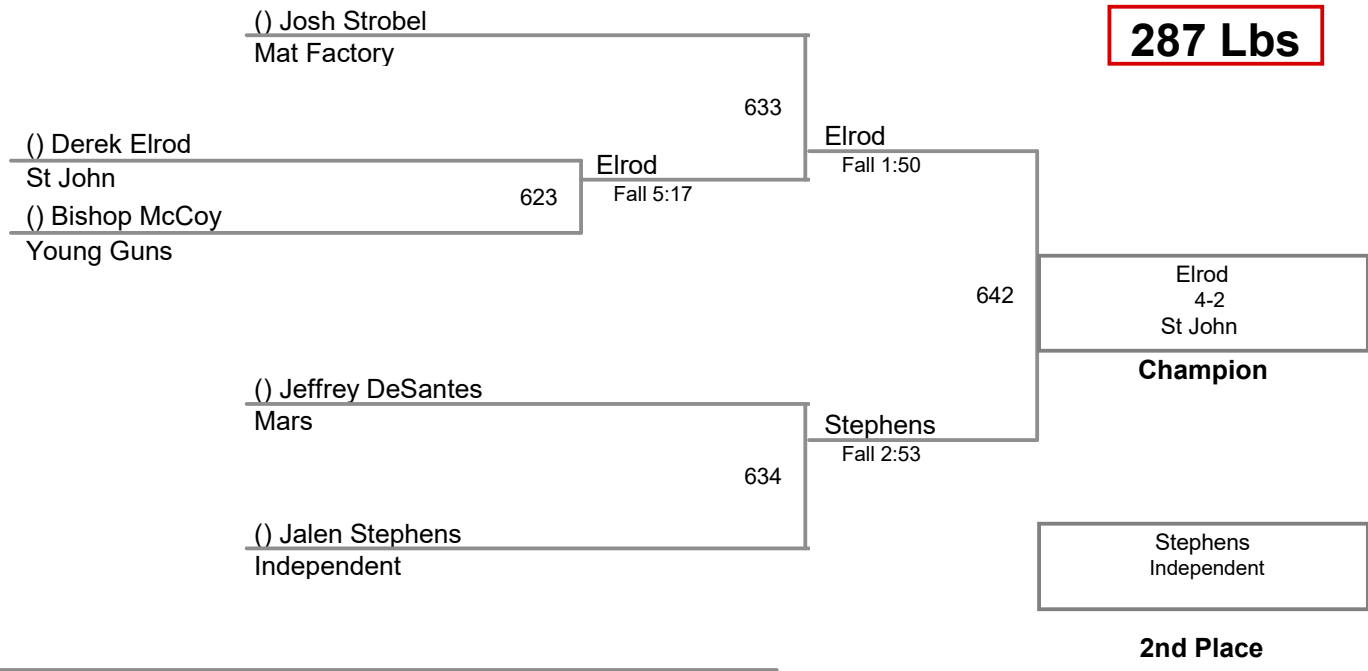 () Josh Strobel
287 Lbs
Mat Factory
633
() Derek Elrod
Elrod
Elrod
Fall 1:50
St John
623
Fall 5:17
() Bishop McCoy
Young Guns
Elrod
642
4-2
St John
Champion
() Jeffrey DeSantes
Mars
Stephens
Fall 2:53
634
() Jalen Stephens
Independent
Stephens
Independent
2nd Place